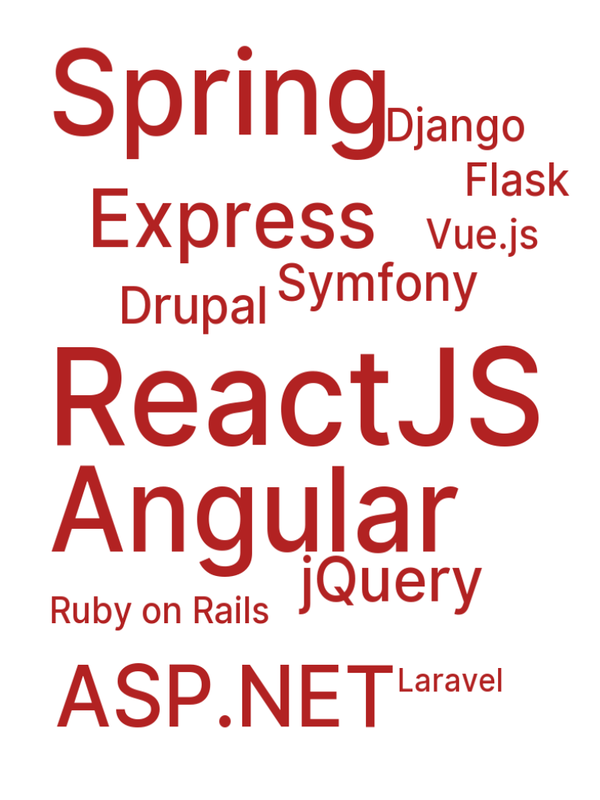 Spring
Django
Flask
Express
Vue.js
Symfony
Drupal
ReactJS
Angular
jQuery
Ruby on Rails
ASP.NET
Laravel